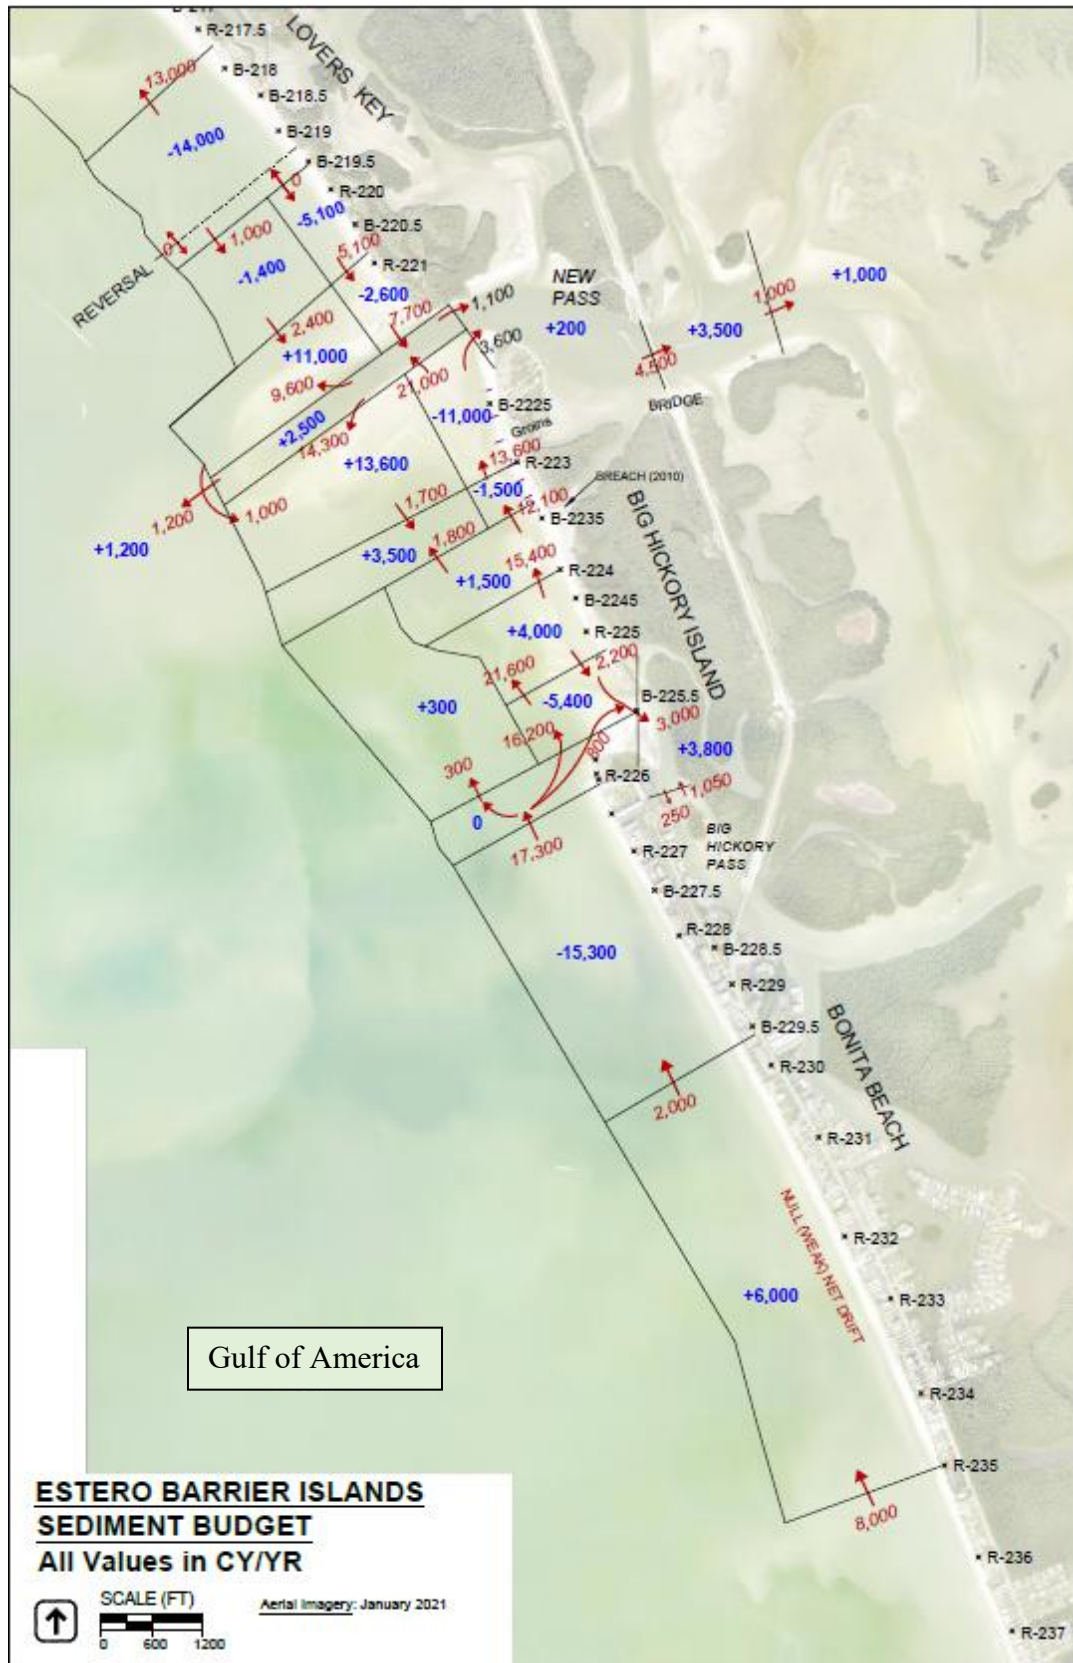 R-217.5
LOVERS KEY
13,000
B-218
B-218.5
-14,000
B-219
B-219.5
0
R-220
-5,100
B-220.5
1,000
0
5,100
R-221
-1,400
REVERSAL
-2,600
NEW
PASS
+1,000
1,000
1,100
7,700
2,400
+200
+3,500
3,600
+11,000
4,500
9,600
21,000
BRIDGE
-11,000
B-2225
+2,500
Groins
14,300
+13,600
13,600
R-223
BREACH (2010)
-1,500
1,700
12,100
1,000
1,200
B-2235
BIG HICKORY ISLAND
+1,200
1,800
+3,500
15,400
R-224
+1,500
B-2245
+4,000
R-225
2,200
21,600
B-225.5
-5,400
+300
3,000
16,200
+3,800
800
300
R-226
1,050
250
0
BIG
HICKORY
PASS
17,300
R-227
B-227.5
R-228
B-228.5
-15,300
R-229
B-229.5
BONITA BEACH
R-230
2,000
R-231
NULL (WEAK) NET DRIFT
R-232
+6,000
R-233
Gulf of America
R-234
R-235
8,000
ESTERO BARRIER ISLANDS
SEDIMENT BUDGET
All Values in CY/YR
R-236
SCALE (FT)
Aerial Imagery: January 2021
0 600 1200
R-237